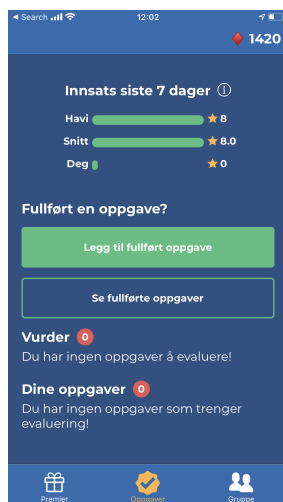 ◂ Search 12:02
1420
Innsats siste 7 dager
Havi 8
Snitt 8.0
Deg 0
Fullført en oppgave?
Legg til fullført oppgave
Se fullførte oppgaver
Vurder 0
Du har ingen oppgaver å evaluere!
Dine oppgaver 0
Du har ingen oppgaver som trenger
evaluering!
Premier Oppgaver Gruppe